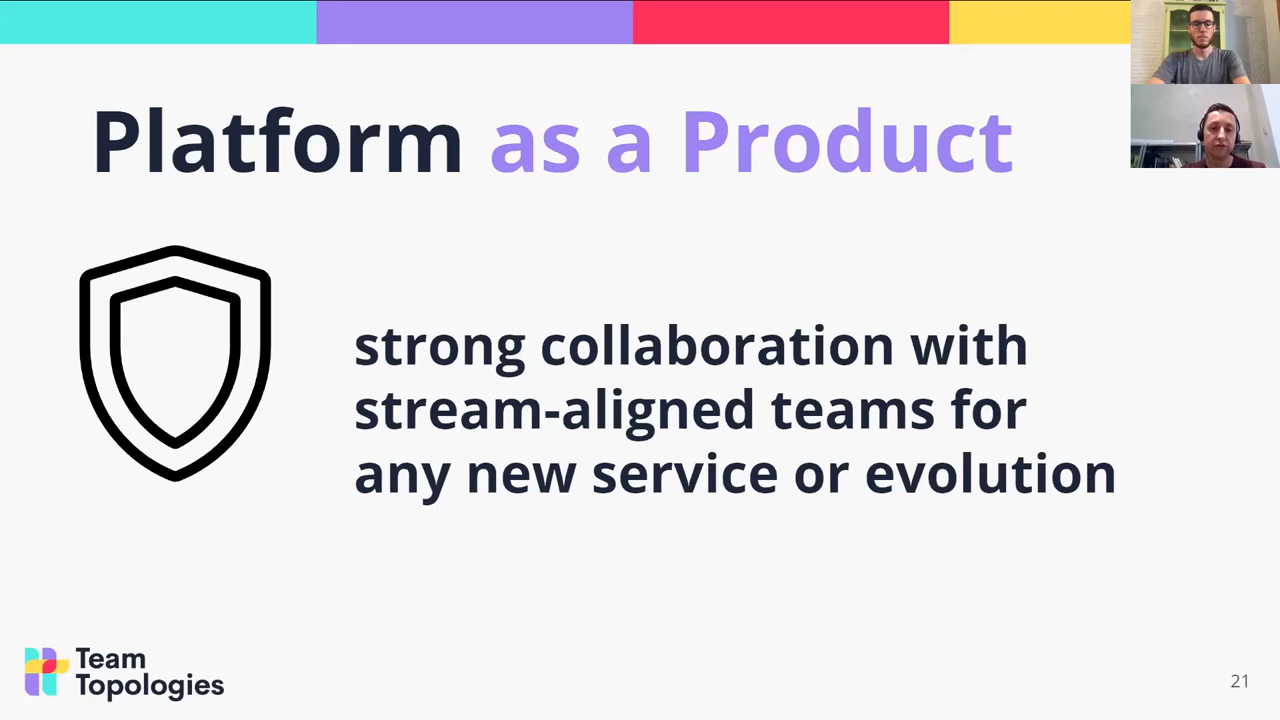 Platform as a Product
strong collaboration with
stream-aligned teams for
any new service or evolution
Team
Topologies
21